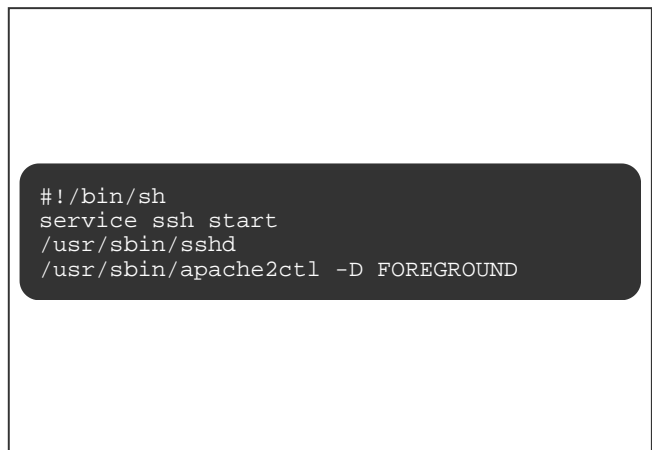 #!/bin/sh
service ssh start
/usr/sbin/sshd
/usr/sbin/apache2ctl -D FOREGROUND